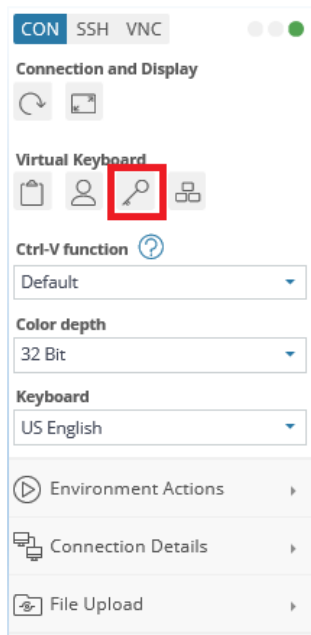 CON SSH VNC
Connection and Display
Virtual Keyboard
Ctrl-V function ?
Default
Color depth
32 Bit
Keyboard
US English
Environment Actions
Connection Details
File Upload